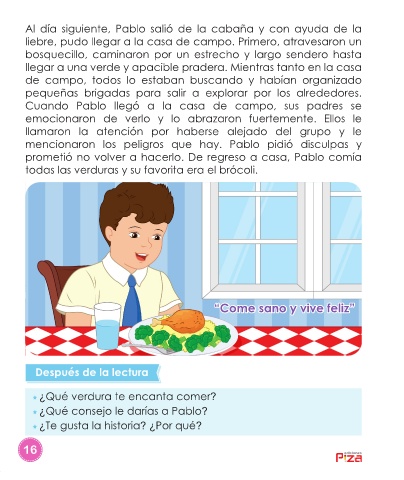 Al día siguiente, Pablo salió de la cabaña y con ayuda de la
liebre, pudo llegar a la casa de campo. Primero, atravesaron un
bosquecillo, caminaron por un estrecho y largo sendero hasta
llegar a una verde y apacible pradera. Mientras tanto en la casa
de campo, todos lo estaban buscando y habían organizado
pequeñas brigadas para salir a explorar por los alrededores.
Cuando Pablo llegó a la casa de campo, sus padres se
emocionaron de verlo y lo abrazaron fuertemente. Ellos le
llamaron la atención por haberse alejado del grupo y le
mencionaron los peligros que hay. Pablo pidió disculpas y
prometió no volver a hacerlo. De regreso a casa, Pablo comía
todas las verduras y su favorita era el brócoli.
“Come sano y vive feliz”
Después de la lectura
• ¿Qué verdura te encanta comer?
• ¿Qué consejo le darías a Pablo?
• ¿Te gusta la historia? ¿Por qué?
16
Piza